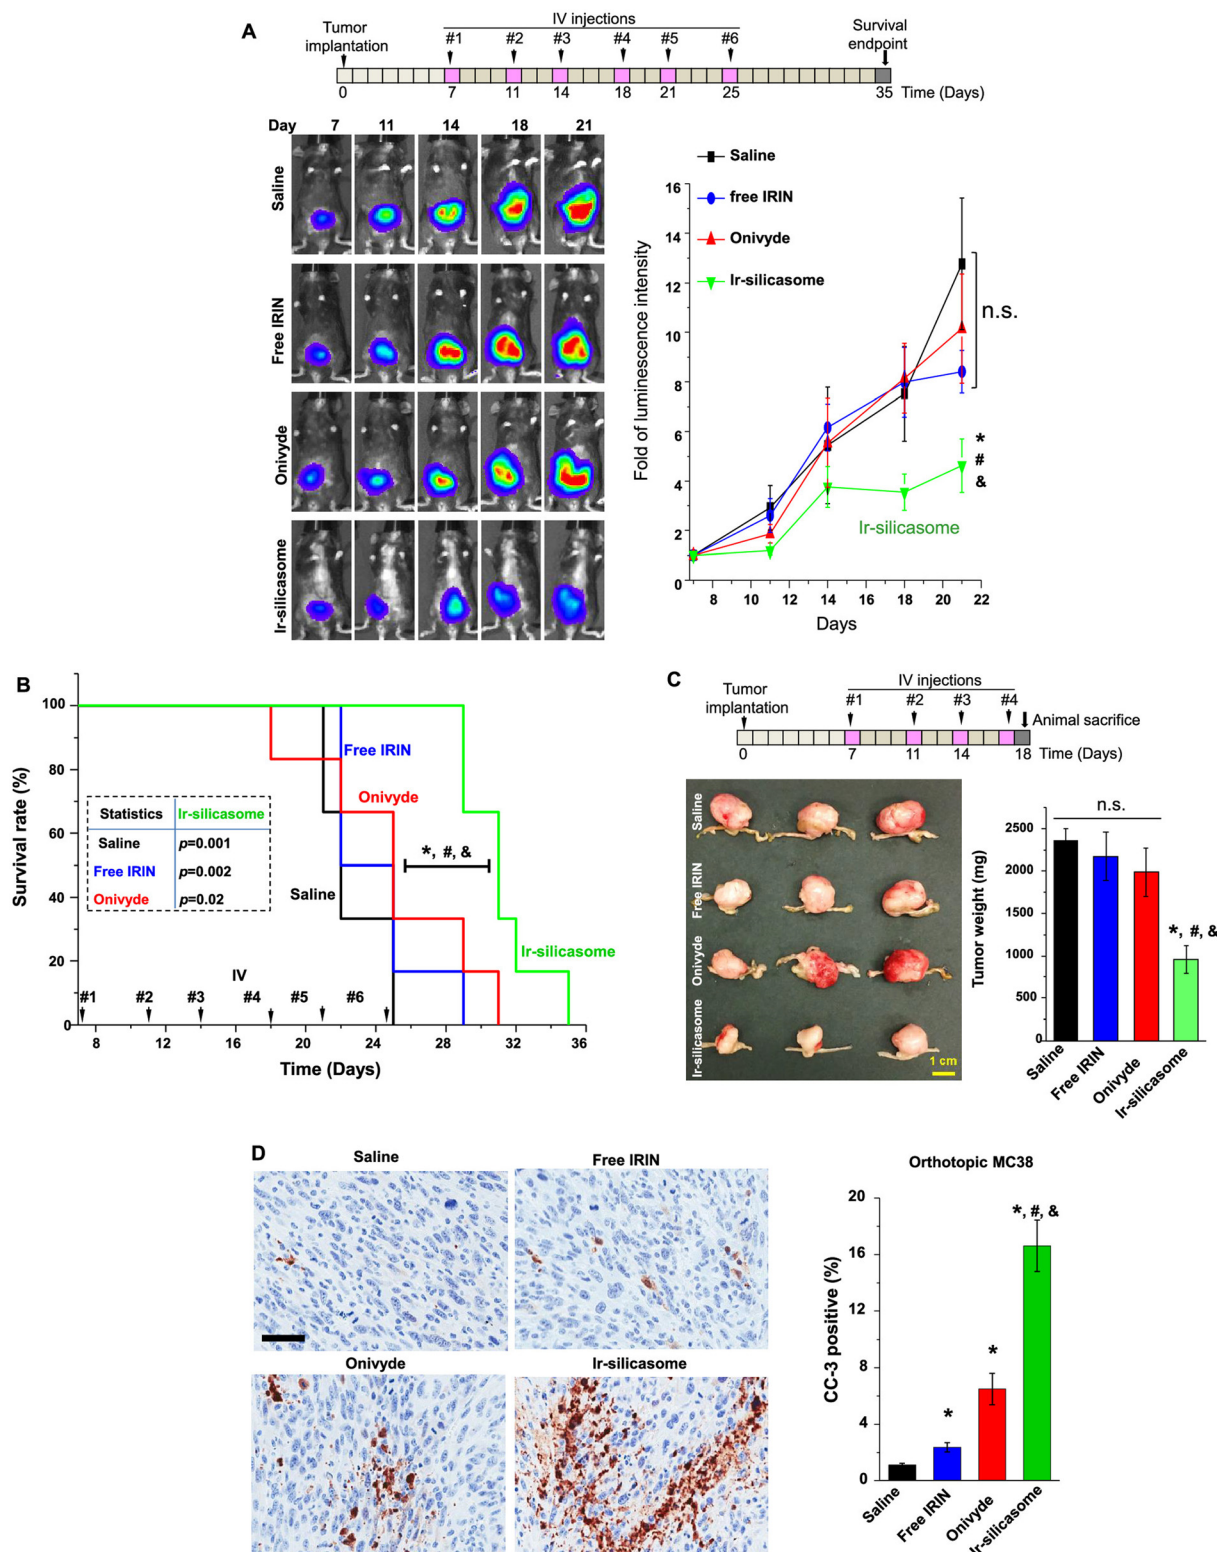 A
Tumor
implantation
IV injections
#1 #2 #3 #4 #5 #6
Survival
endpoint
0 7 11 14 18 21 25 35 Time (Days)
Day 7 11 14 18 21
Saline
Free IRIN
Onivyde
Ir-silicasome
Saline
free IRIN
Onivyde
Ir-silicasome
Fold of luminescence intensity
16
14
12
10
8
6
4
2
0
n.s.
*
#
&
Ir-silicasome
8 10 12 14 16 18 20 22
Days
B
Survival rate (%)
100
80
60
40
20
0
Free IRIN
Onivyde
Statistics Ir-silicasome
Saline p=0.001
Free IRIN p=0.002
Onivyde p=0.02
*, #, &
Saline
Ir-silicasome
IV
#1 #2 #3 #4 #5 #6
8 12 16 20 24 28 32 36
Time (Days)
C
Tumor
implantation
IV injections
#1 #2 #3 #4
Animal sacrifice
0 7 11 14 18 Time (Days)
Saline
Free IRIN
Onivyde
Ir-silicasome
1 cm
Tumor weight (mg)
2500
2250
1750
1500
1000
500
0
n.s.
*, #, &
Saline
Free IRIN
Onivyde
Ir-silicasome
D
Saline
Free IRIN
Onivyde
Ir-silicasome
Orthotopic MC38
CC-3 positive (%)
20
16
12
8
4
0
*
*
*, #, &
Saline
Free IRIN
Onivyde
Ir-silicasome